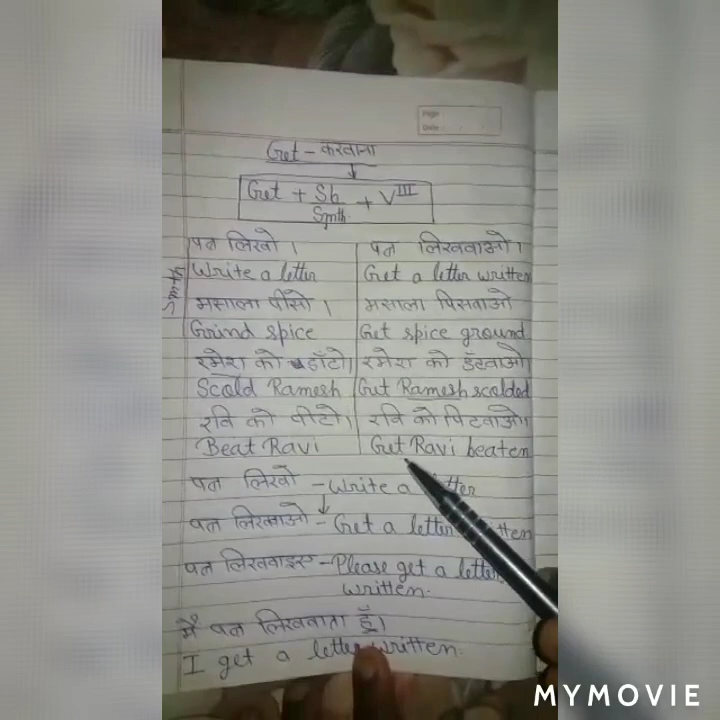 Page
Date
Get - करवाना
Get + Sb + VIII
Smth.
पत्र लिखो । पत्र लिखवाओ ।
Write a letter Get a letter written
मसाला पीसो । मसाला पिसवाओ
Grind spice Get spice ground
रमेश को डाँटो । रमेश को डँटवाओ ।
Scold Ramesh Get Ramesh scolded
रवि को पीटो । रवि को पिटवाओ ।
Beat Ravi Get Ravi beaten
पत्र लिखो - Write a letter
पत्र लिखवाओ - Get a letter written
पत्र लिखवाइए - Please get a letter
written.
मैं पत्र लिखवाता हूँ ।
I get a letter written.
MYMOVIE